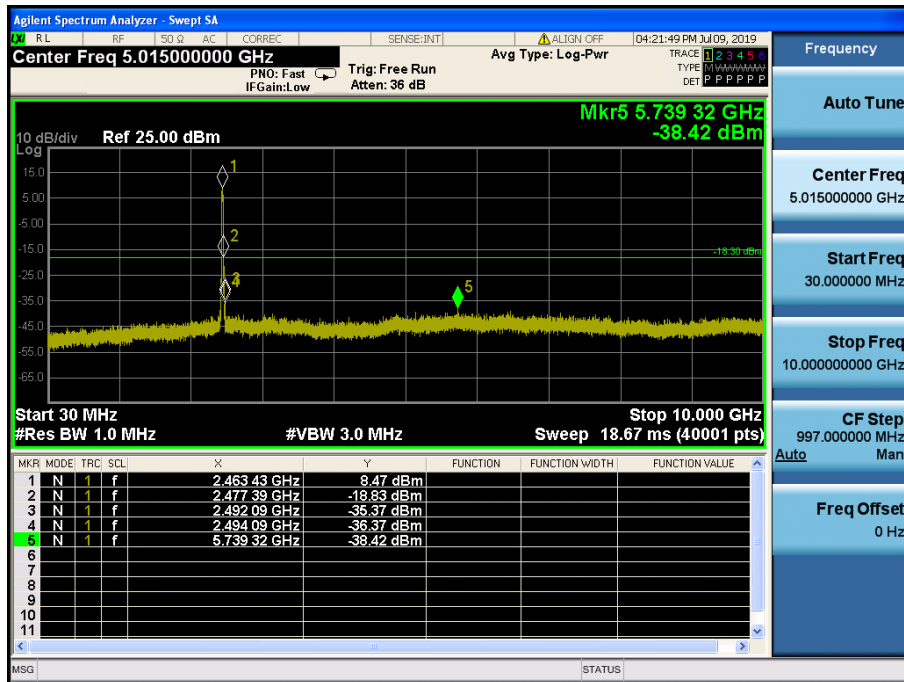 Agilent Spectrum Analyzer - Swept SA
LXI RL RF 50 Ω AC CORREC SENSE:INT ALIGN OFF 04:21:49 PM Jul 09, 2019
Center Freq 5.015000000 GHz
PNO: Fast
IFGain:Low
Trig: Free Run
Atten: 36 dB
Avg Type: Log-Pwr
TRACE 1 2 3 4 5 6
TYPE M W W W W W
DET P P P P P P
Mkr5 5.739 32 GHz
-38.42 dBm
10 dB/div Ref 25.00 dBm
Log
15.0
5.00
-5.00
-15.0
-25.0
-35.0
-45.0
-55.0
-65.0
1
2
3 4
5
-18.30 dBm
Start 30 MHz Stop 10.000 GHz
#Res BW 1.0 MHz #VBW 3.0 MHz Sweep 18.67 ms (40001 pts)
MKR MODE TRC SCL X Y FUNCTION FUNCTION WIDTH FUNCTION VALUE
1 N 1 f 2.463 43 GHz 8.47 dBm
2 N 1 f 2.477 39 GHz -18.83 dBm
3 N 1 f 2.492 09 GHz -35.37 dBm
4 N 1 f 2.494 09 GHz -36.37 dBm
5 N 1 f 5.739 32 GHz -38.42 dBm
6
7
8
9
10
11
MSG STATUS
Frequency
Auto Tune
Center Freq
5.015000000 GHz
Start Freq
30.000000 MHz
Stop Freq
10.000000000 GHz
CF Step
997.000000 MHz
Auto Man
Freq Offset
0 Hz